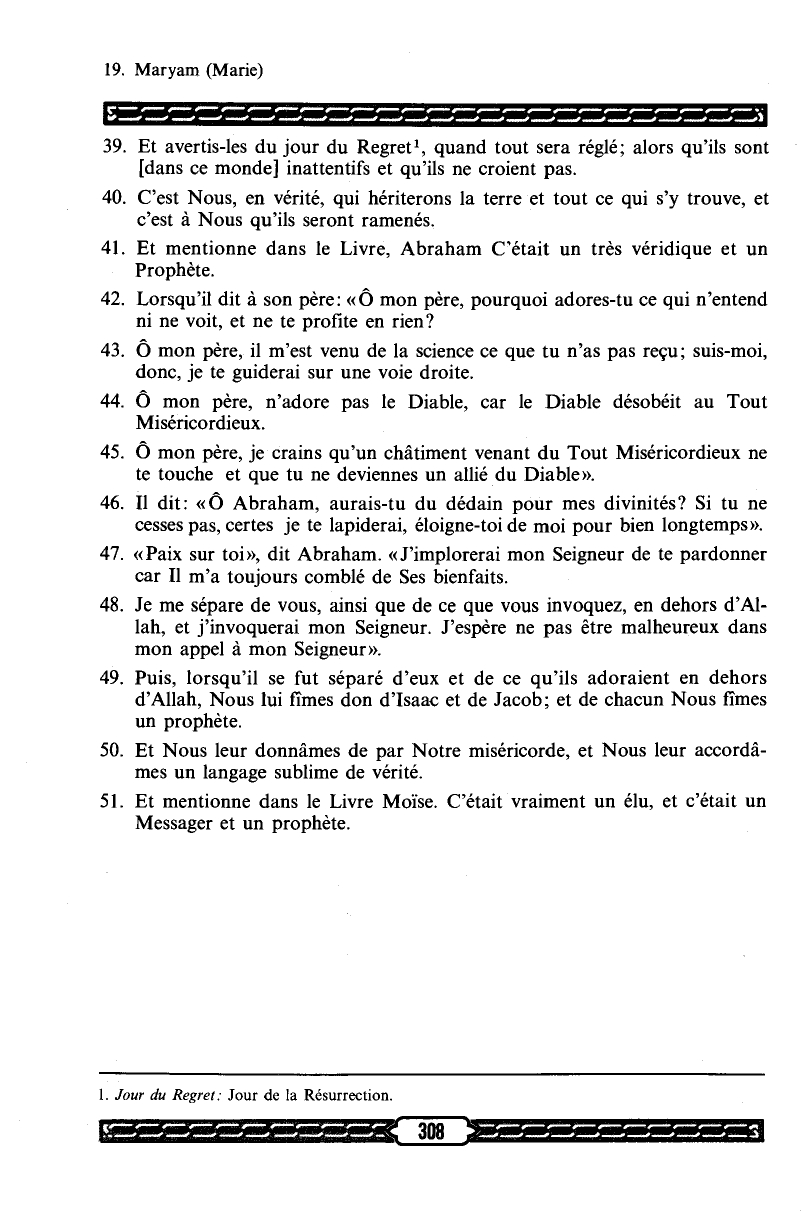 19. Maryam (Marie)
39. Et avertis-les du jour du Regret¹, quand tout sera réglé; alors qu'ils sont
[dans ce monde] inattentifs et qu'ils ne croient pas.
40. C'est Nous, en vérité, qui hériterons la terre et tout ce qui s'y trouve, et
c'est à Nous qu'ils seront ramenés.
41. Et mentionne dans le Livre, Abraham C'était un très véridique et un
Prophète.
42. Lorsqu'il dit à son père: «Ô mon père, pourquoi adores-tu ce qui n'entend
ni ne voit, et ne te profite en rien?
43. Ô mon père, il m'est venu de la science ce que tu n'as pas reçu; suis-moi,
donc, je te guiderai sur une voie droite.
44. Ô mon père, n'adore pas le Diable, car le Diable désobéit au Tout
Miséricordieux.
45. Ô mon père, je crains qu'un châtiment venant du Tout Miséricordieux ne
te touche et que tu ne deviennes un allié du Diable».
46. Il dit: «Ô Abraham, aurais-tu du dédain pour mes divinités? Si tu ne
cesses pas, certes je te lapiderai, éloigne-toi de moi pour bien longtemps».
47. «Paix sur toi», dit Abraham. «J'implorerai mon Seigneur de te pardonner
car Il m'a toujours comblé de Ses bienfaits.
48. Je me sépare de vous, ainsi que de ce que vous invoquez, en dehors d'Al-
lah, et j'invoquerai mon Seigneur. J'espère ne pas être malheureux dans
mon appel à mon Seigneur».
49. Puis, lorsqu'il se fut séparé d'eux et de ce qu'ils adoraient en dehors
d'Allah, Nous lui fîmes don d'Isaac et de Jacob; et de chacun Nous fîmes
un prophète.
50. Et Nous leur donnâmes de par Notre miséricorde, et Nous leur accordâ-
mes un langage sublime de vérité.
51. Et mentionne dans le Livre Moïse. C'était vraiment un élu, et c'était un
Messager et un prophète.
1. Jour du Regret: Jour de la Résurrection.
308